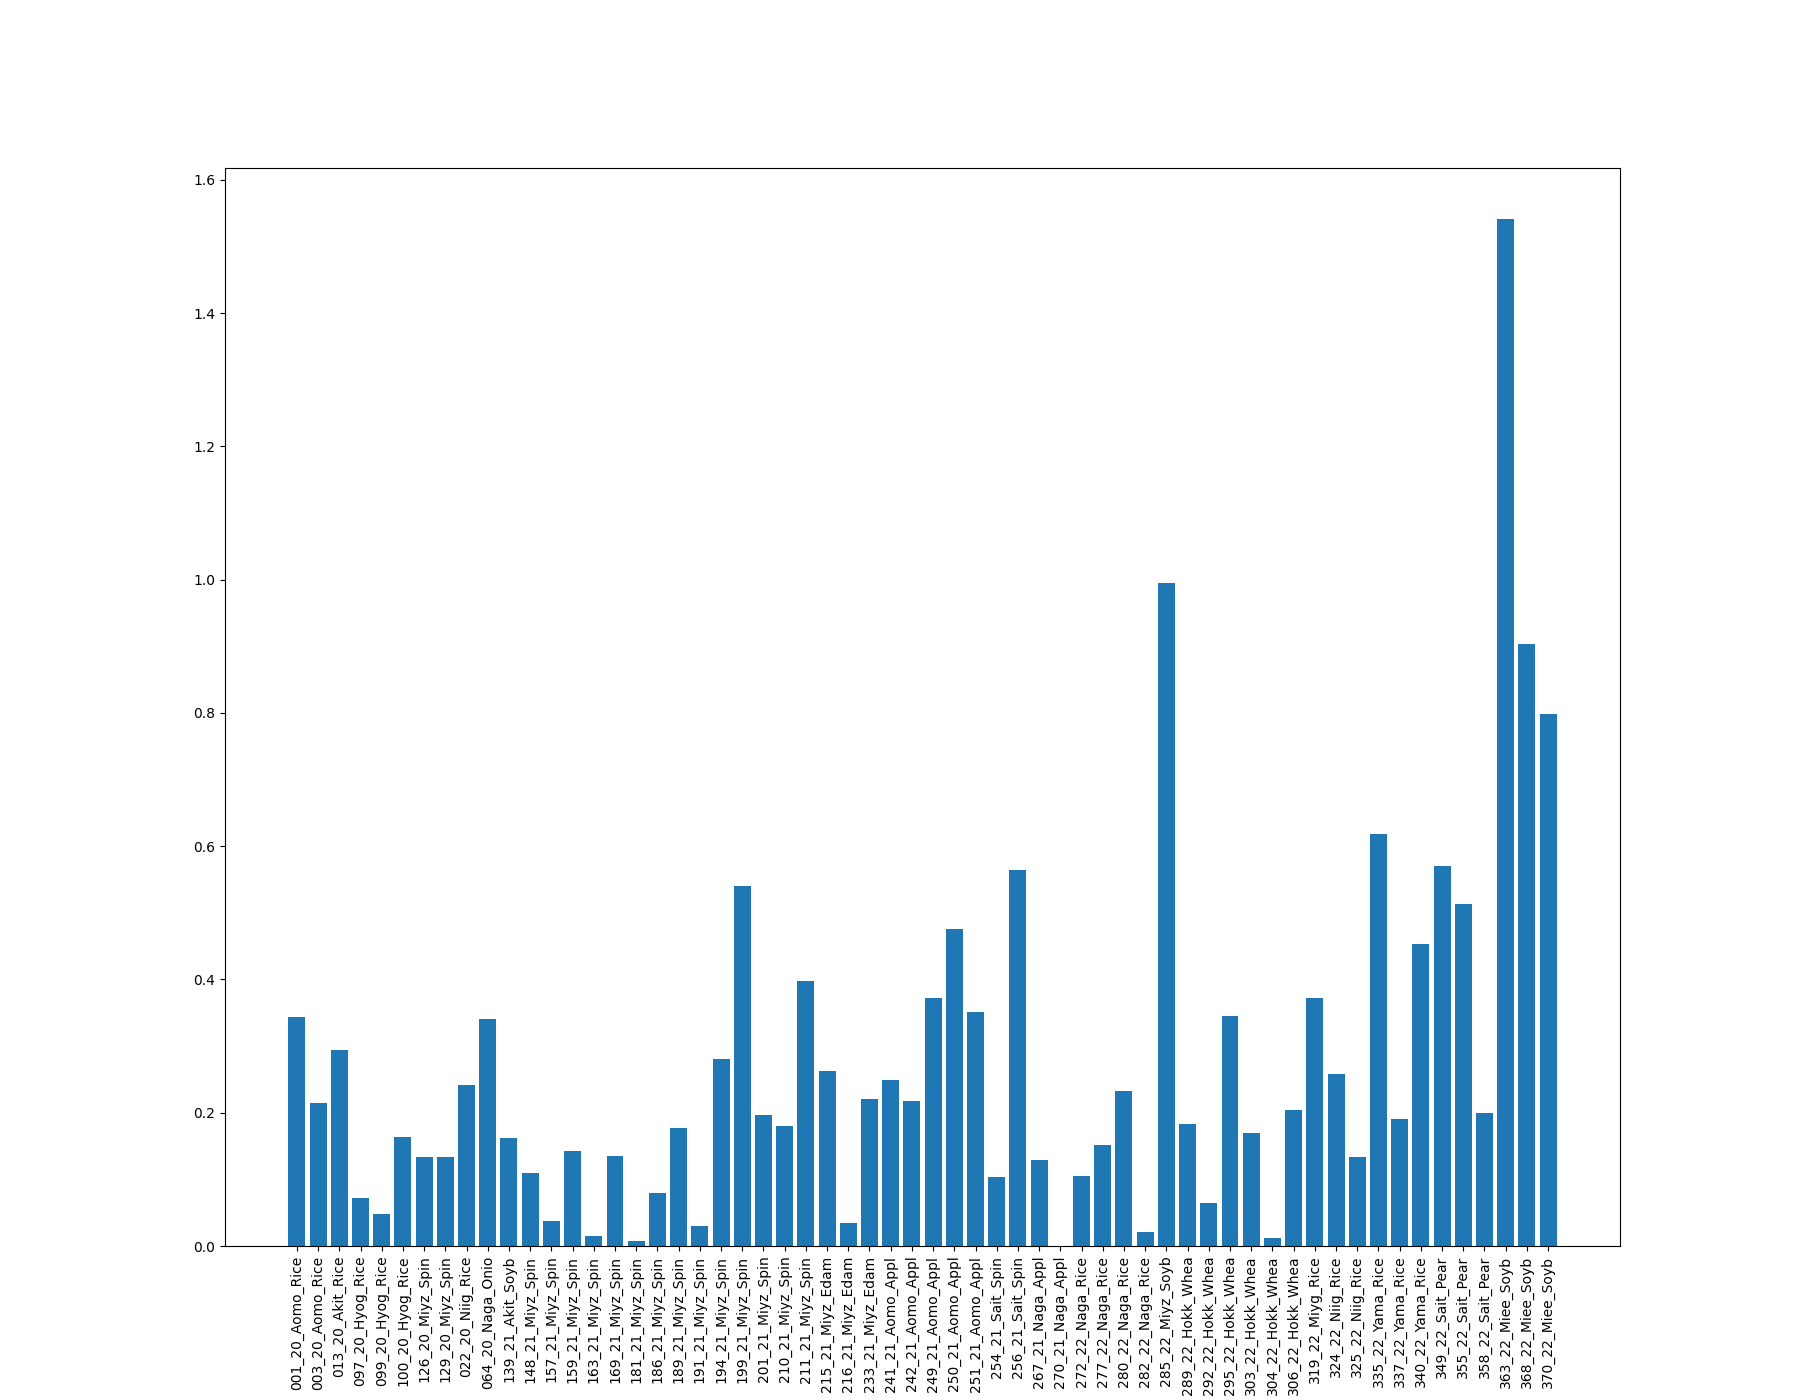 1.6
1.4
1.2
1.0
0.8
0.6
0.4
0.2
0.0
001_20_Aomo_Rice
003_20_Aomo_Rice
013_20_Akit_Rice
097_20_Hyog_Rice
099_20_Hyog_Rice
100_20_Hyog_Rice
126_20_Miyz_Spin
129_20_Miyz_Spin
022_20_Niig_Rice
064_20_Naga_Onio
139_21_Akit_Soyb
148_21_Miyz_Spin
157_21_Miyz_Spin
159_21_Miyz_Spin
163_21_Miyz_Spin
169_21_Miyz_Spin
181_21_Miyz_Spin
186_21_Miyz_Spin
189_21_Miyz_Spin
191_21_Miyz_Spin
194_21_Miyz_Spin
199_21_Miyz_Spin
201_21_Miyz_Spin
210_21_Miyz_Spin
211_21_Miyz_Spin
215_21_Miyz_Edam
216_21_Miyz_Edam
233_21_Miyz_Edam
241_21_Aomo_Appl
242_21_Aomo_Appl
249_21_Aomo_Appl
250_21_Aomo_Appl
251_21_Aomo_Appl
254_21_Sait_Spin
256_21_Sait_Spin
267_21_Naga_Appl
270_21_Naga_Appl
272_22_Naga_Rice
277_22_Naga_Rice
280_22_Naga_Rice
282_22_Naga_Rice
285_22_Miyz_Soyb
289_22_Hokk_Whea
292_22_Hokk_Whea
295_22_Hokk_Whea
303_22_Hokk_Whea
304_22_Hokk_Whea
306_22_Hokk_Whea
319_22_Miyg_Rice
324_22_Niig_Rice
325_22_Niig_Rice
335_22_Yama_Rice
337_22_Yama_Rice
340_22_Yama_Rice
349_22_Sait_Pear
355_22_Sait_Pear
358_22_Sait_Pear
363_22_Miee_Soyb
368_22_Miee_Soyb
370_22_Miee_Soyb